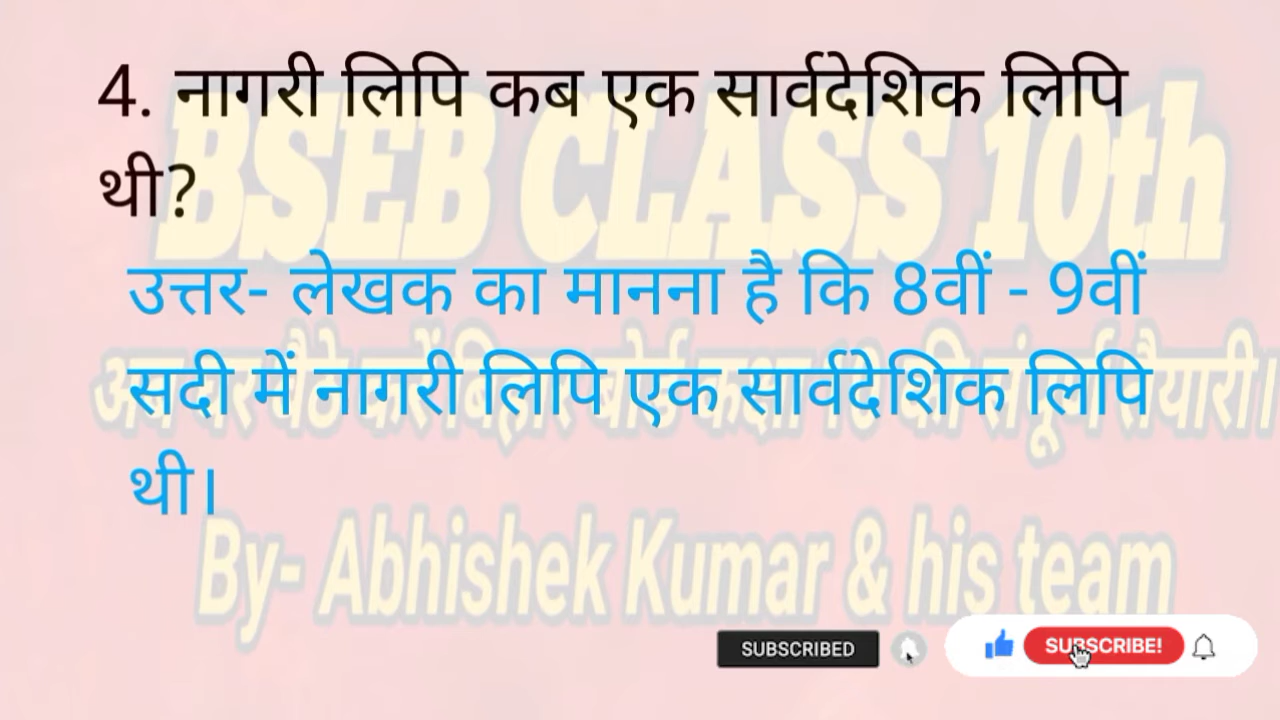 4. नागरी लिपि कब एक सार्वदेशिक लिपि
थी?
BSEB CLASS 10th
उत्तर- लेखक का मानना है कि 8वीं - 9वीं
सदी में नागरी लिपि एक सार्वदेशिक लिपि
थी।
By- Abhishek Kumar & his team
SUBSCRIBED
SUBSCRIBE!